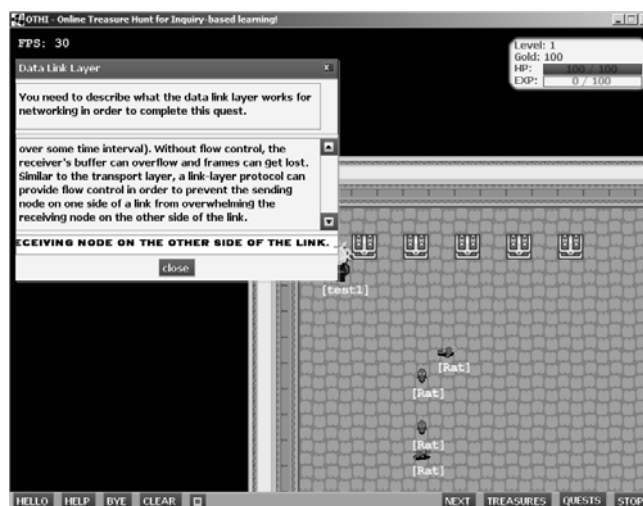 OTHI - Online Treasure Hunt for Inquiry-based learning!
FPS: 30
Level: 1
Gold: 100
HP: 100 / 100
EXP: 0 / 100
Data Link Layer
X
You need to describe what the data link layer works for
networking in order to complete this quest.
over some time interval). Without flow control, the
receiver's buffer can overflow and frames can get lost.
Similar to the transport layer, a link-layer protocol can
provide flow control in order to prevent the sending
node on one side of a link from overwhelming the
receiving node on the other side of the link.
ECEIVING NODE ON THE OTHER SIDE OF THE LINK.
close
[test1]
[Rat]
[Rat]
[Rat]
[Rat]
HELLO HELP BYE CLEAR NEXT TREASURES QUESTS STOP